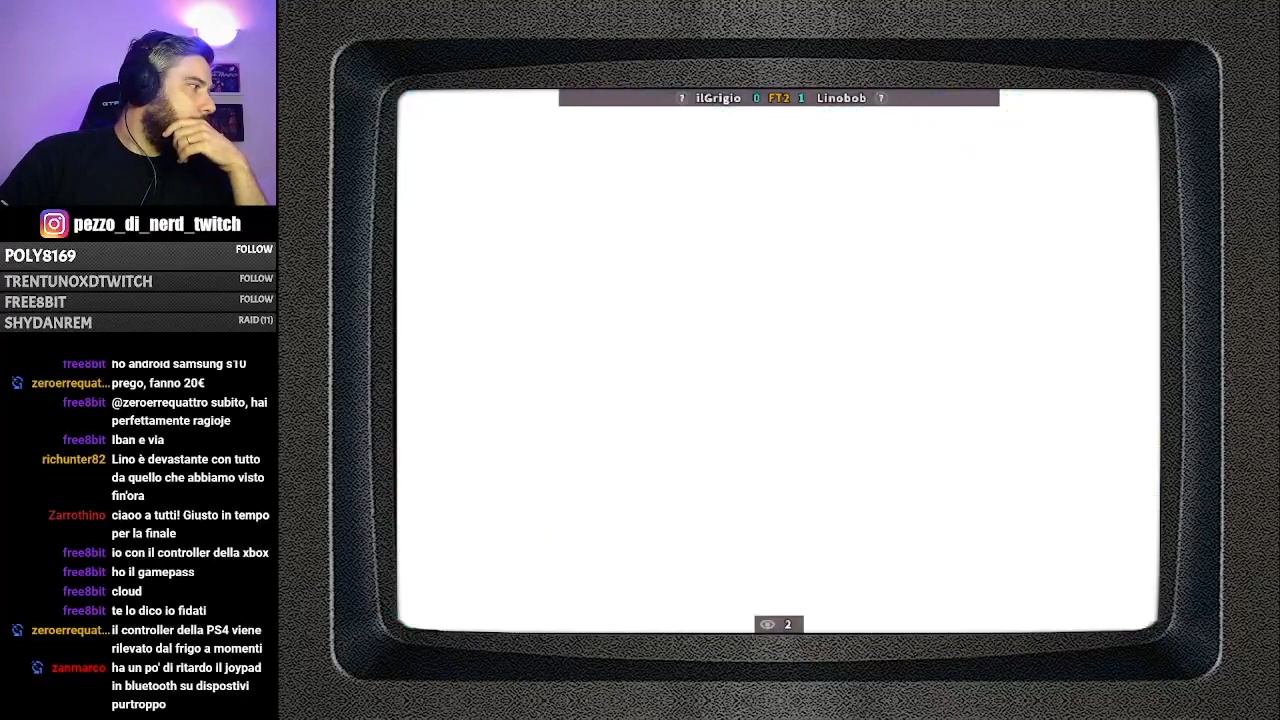 GTP
pezzo_di_nerd_twitch
POLY8169 FOLLOW
TRENTUNOXDTWITCH FOLLOW
FREE8BIT FOLLOW
SHYDANREM RAID (11)
free8bit ho android samsung s10
zeroerrequat... prego, fanno 20€
free8bit @zeroerrequattro subito, hai
perfettamente ragioje
free8bit Iban e via
richunter82 Lino è devastante con tutto
da quello che abbiamo visto
fin'ora
Zarrothino ciaoo a tutti! Giusto in tempo
per la finale
free8bit io con il controller della xbox
free8bit ho il gamepass
free8bit cloud
free8bit te lo dico io fidati
zeroerrequat... il controller della PS4 viene
rilevato dal frigo a momenti
zanmarco ha un po' di ritardo il joypad
in bluetooth su dispostivi
purtroppo
? ilGrigio 0 FT2 1 Linobob ?
2